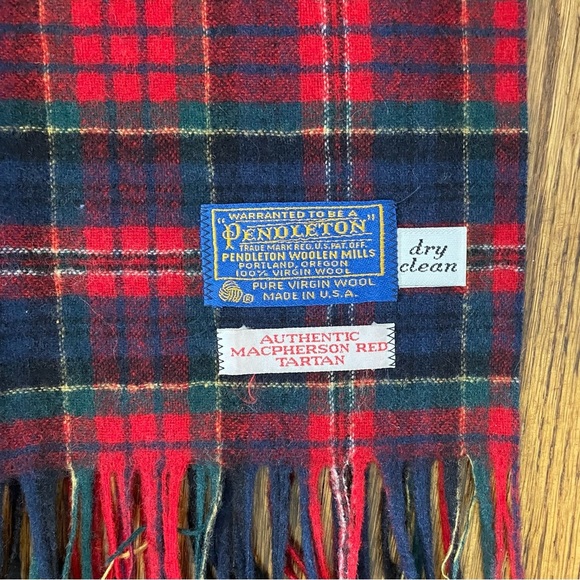 "WARRANTED TO BE A"
PENDLETON
TRADE MARK REG. U.S. PAT. OFF.
PENDLETON WOOLEN MILLS
PORTLAND, OREGON
100% VIRGIN WOOL
PURE VIRGIN WOOL
®
MADE IN U.S.A.
dry
clean
AUTHENTIC
MACPHERSON RED
TARTAN